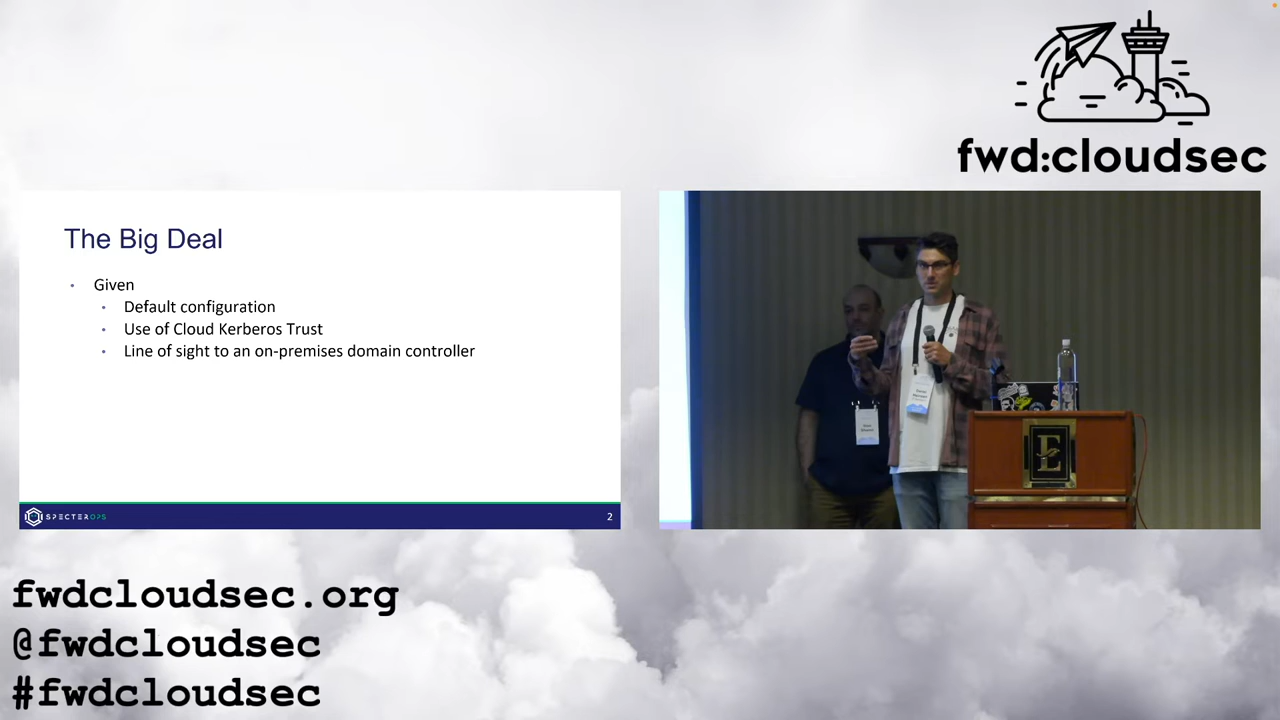 fwd:cloudsec
The Big Deal
Given
Default configuration
Use of Cloud Kerberos Trust
Line of sight to an on-premises domain controller
SPECTEROPS
2
E
fwdcloudsec.org
@fwdcloudsec
#fwdcloudsec